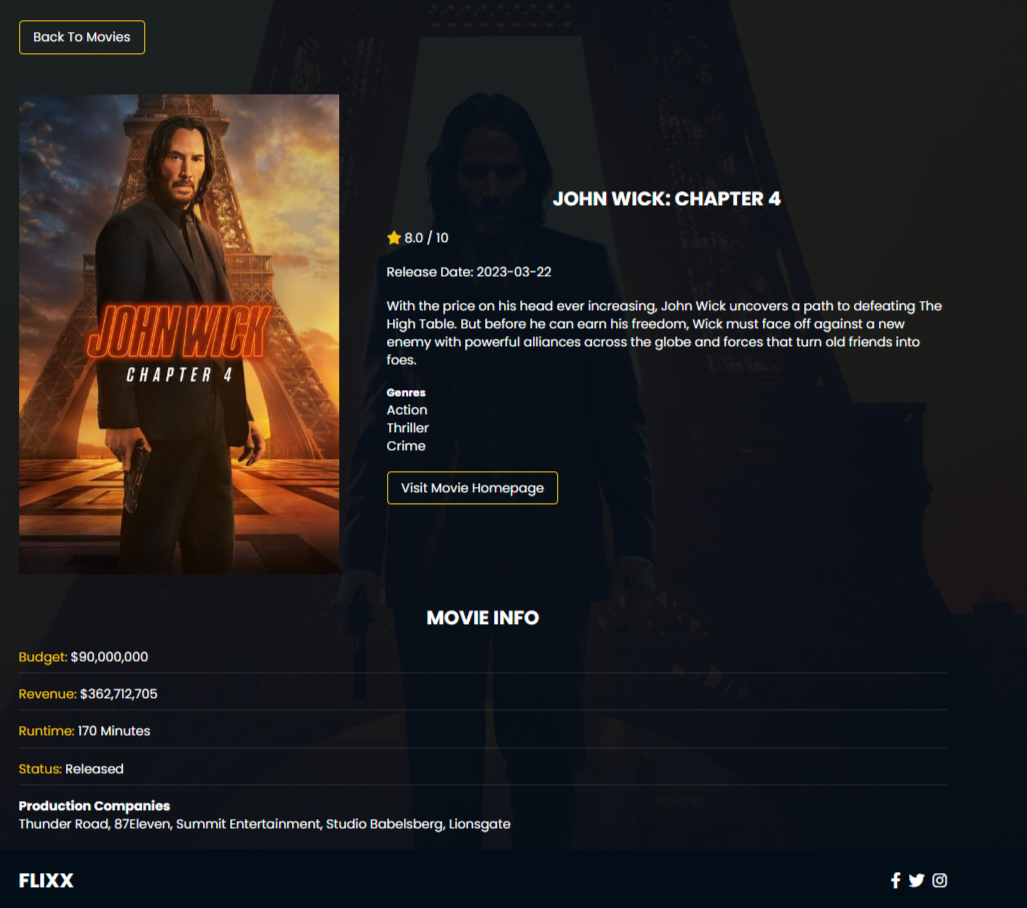 Back To Movies
JOHN WICK
CHAPTER 4
JOHN WICK: CHAPTER 4
8.0 / 10
Release Date: 2023-03-22
With the price on his head ever increasing, John Wick uncovers a path to defeating The
High Table. But before he can earn his freedom, Wick must face off against a new
enemy with powerful alliances across the globe and forces that turn old friends into
foes.
Genres
Action
Thriller
Crime
Visit Movie Homepage
MOVIE INFO
Budget: $90,000,000
Revenue: $362,712,705
Runtime: 170 Minutes
Status: Released
Production Companies
Thunder Road, 87Eleven, Summit Entertainment, Studio Babelsberg, Lionsgate
FLIXX